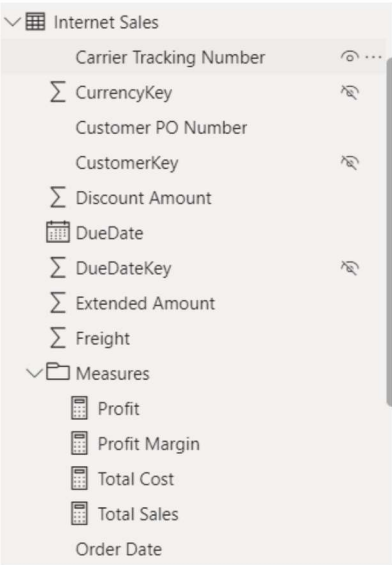 Internet Sales
Carrier Tracking Number
CurrencyKey
Customer PO Number
CustomerKey
Discount Amount
DueDate
DueDateKey
Extended Amount
Freight
Measures
Profit
Profit Margin
Total Cost
Total Sales
Order Date